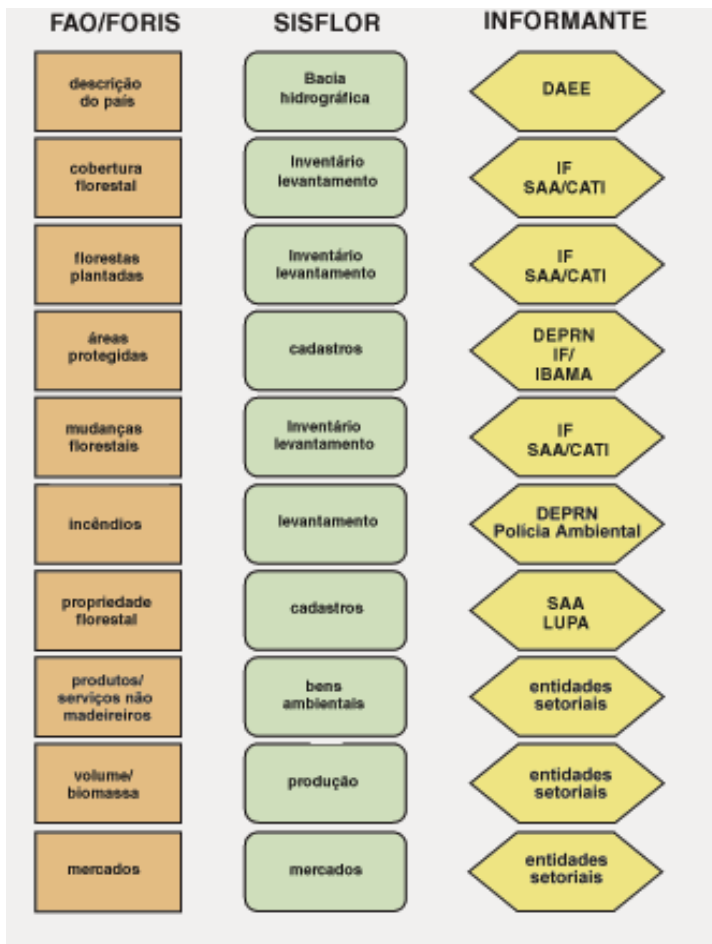 FAO/FORIS SISFLOR INFORMANTE
descrição
do país
Bacia
hidrográfica
DAEE
cobertura
florestal
Inventário
levantamento
IF
SAA/CATI
florestas
plantadas
Inventário
levantamento
IF
SAA/CATI
áreas
protegidas
cadastros
DEPRN
IF/
IBAMA
mudanças
florestais
Inventário
levantamento
IF
SAA/CATI
incêndios
levantamento
DEPRN
Polícia Ambiental
propriedade
florestal
cadastros
SAA
LUPA
produtos/
serviços não
madeireiros
bens
ambientais
entidades
setoriais
volume/
biomassa
produção
entidades
setoriais
mercados
mercados
entidades
setoriais